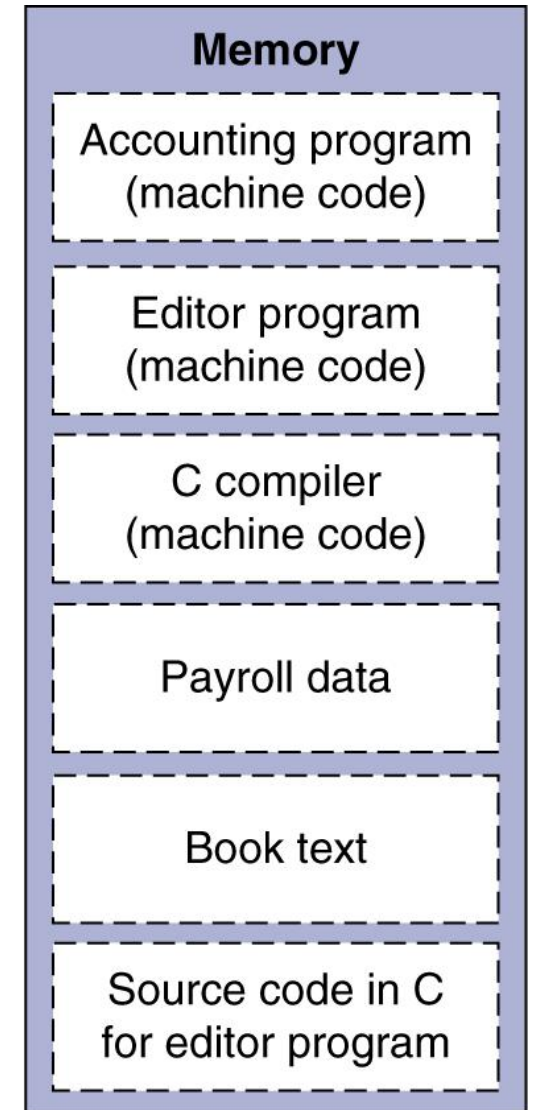 Memory
Accounting program
(machine code)
Editor program
(machine code)
C compiler
(machine code)
Payroll data
Book text
Source code in C
for editor program